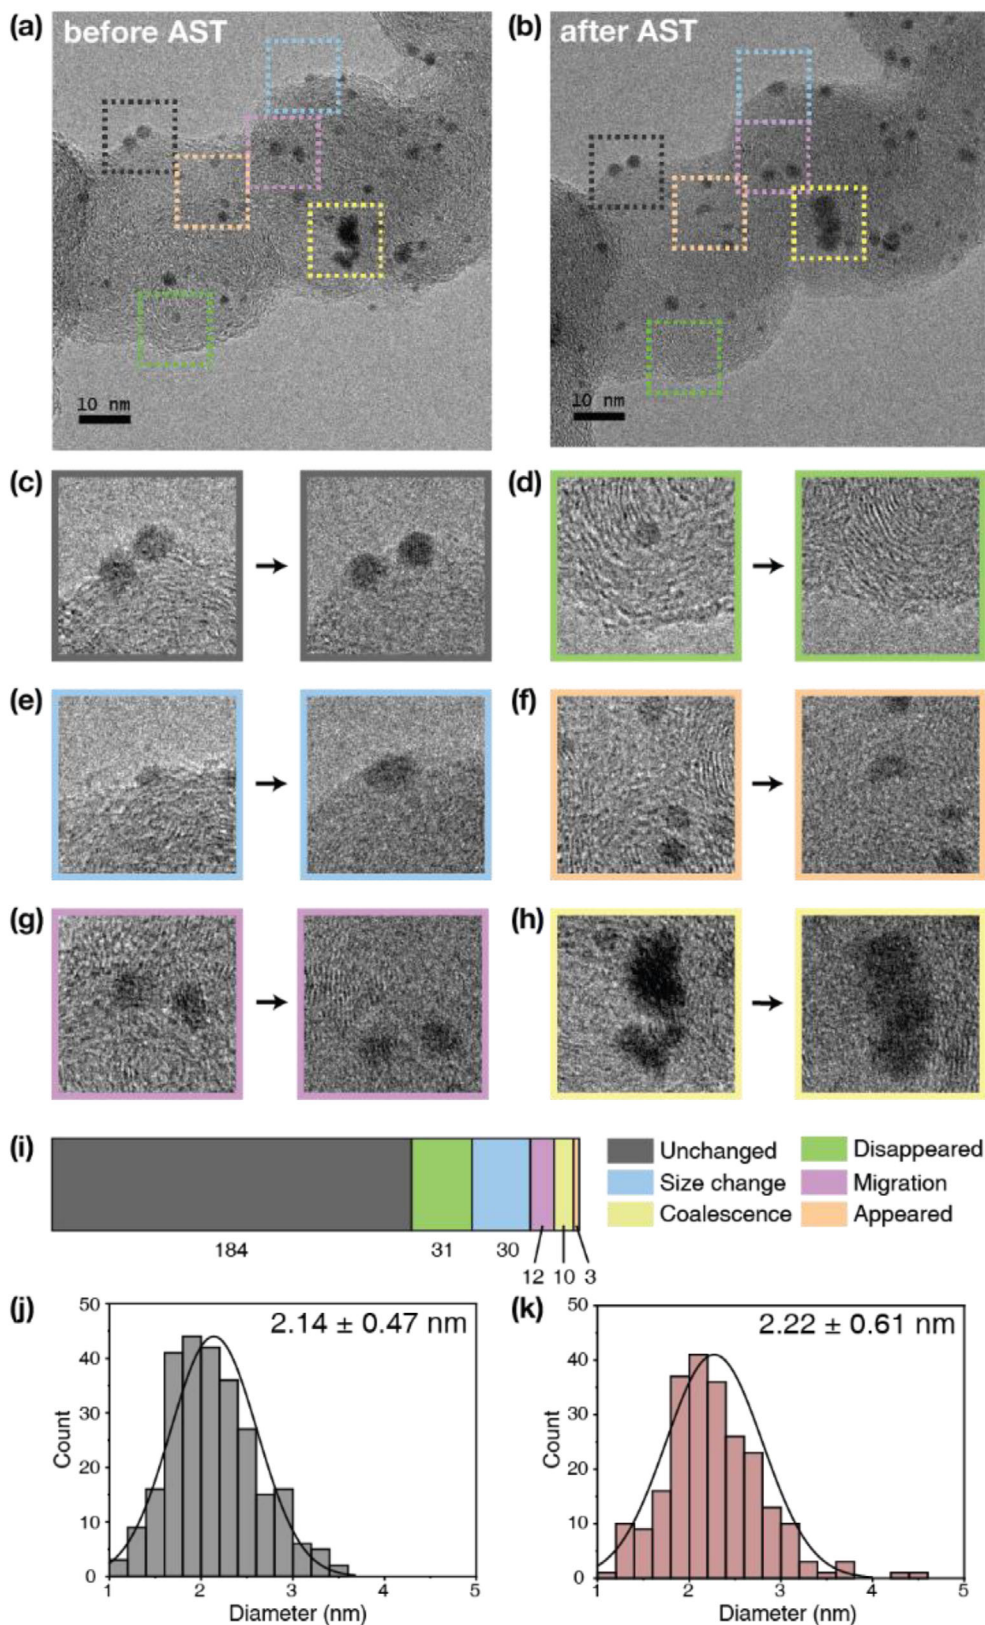 (a) before AST
(b) after AST
10 nm
10 nm
(c)
(d)
(e)
(f)
(g)
(h)
(i)
184
31
30
12
10
3
Unchanged
Disappeared
Size change
Migration
Coalescence
Appeared
(j)
2.14 ± 0.47 nm
50
40
30
20
10
0
Count
1 2 3 4 5
Diameter (nm)
(k)
2.22 ± 0.61 nm
50
40
30
20
10
0
Count
1 2 3 4 5
Diameter (nm)